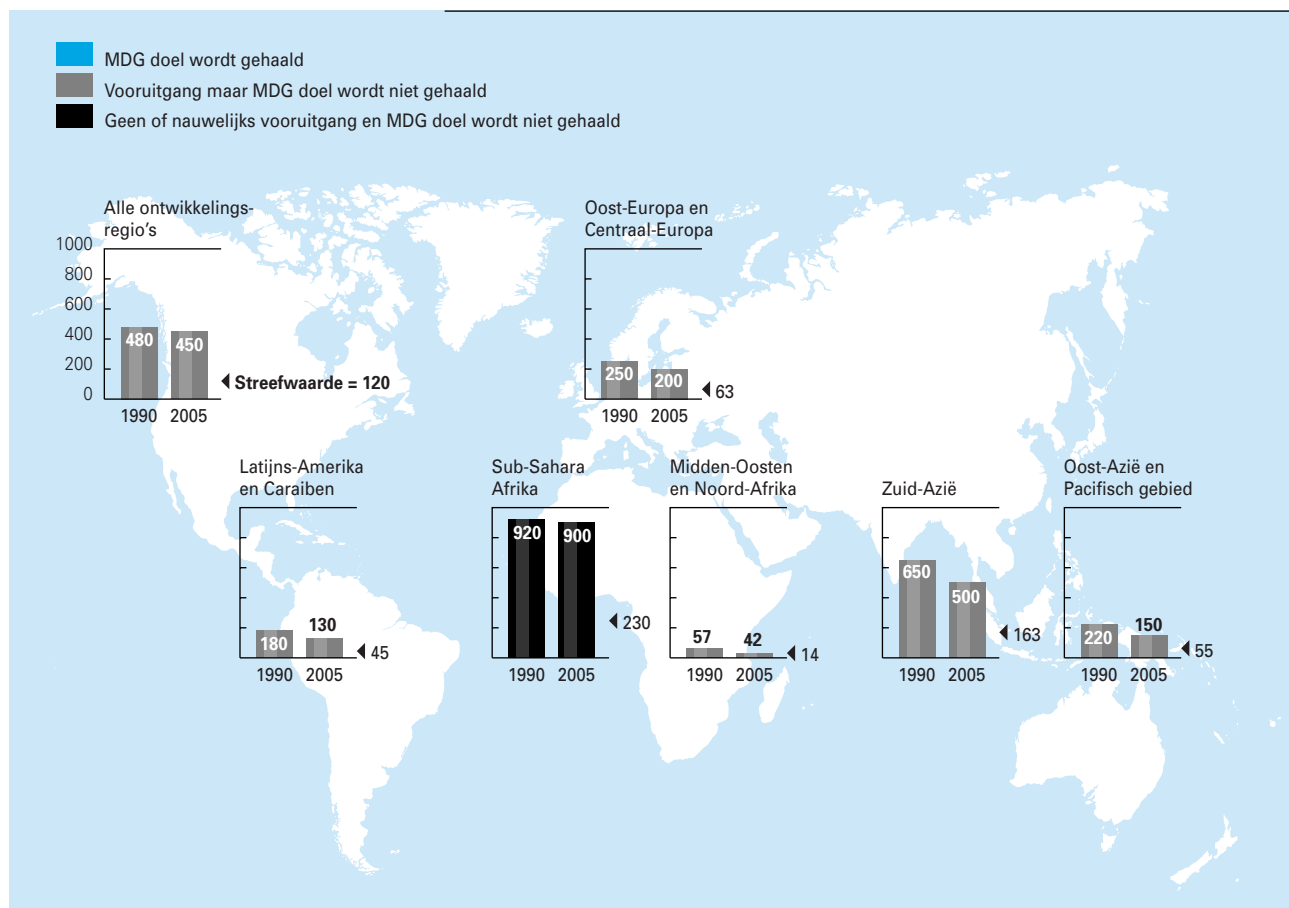 MDG doel wordt gehaald
Vooruitgang maar MDG doel wordt niet gehaald
Geen of nauwelijks vooruitgang en MDG doel wordt niet gehaald
Alle ontwikkelings-
regio's
1000
800
600
400
200
0
480
450
Streefwaarde = 120
1990 2005
Oost-Europa en
Centraal-Europa
250
200
63
1990 2005
Latijns-Amerika
en Caraiben
180
130
45
1990 2005
Sub-Sahara
Afrika
920
900
230
1990 2005
Midden-Oosten
en Noord-Afrika
57
42
14
1990 2005
Zuid-Azië
650
500
163
1990 2005
Oost-Azië en
Pacifisch gebied
220
150
55
1990 2005